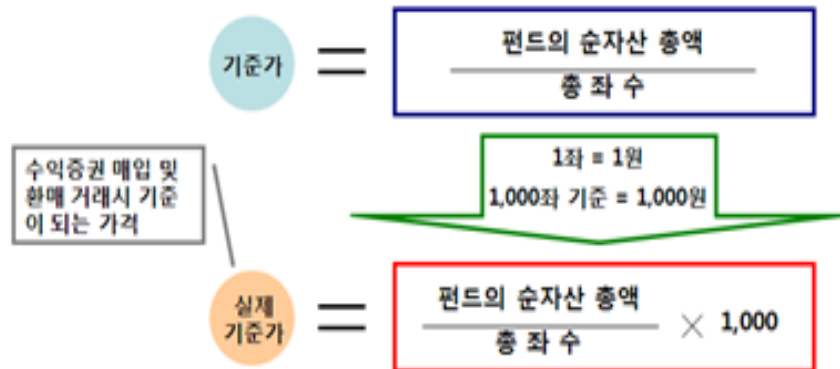 기준가
=
펀드의 순자산 총액
총 좌 수
수익증권 매입 및
환매 거래시 기준
이 되는 가격
1좌 = 1원
1,000좌 기준 = 1,000원
실제
기준가
=
펀드의 순자산 총액
총 좌 수
× 1,000